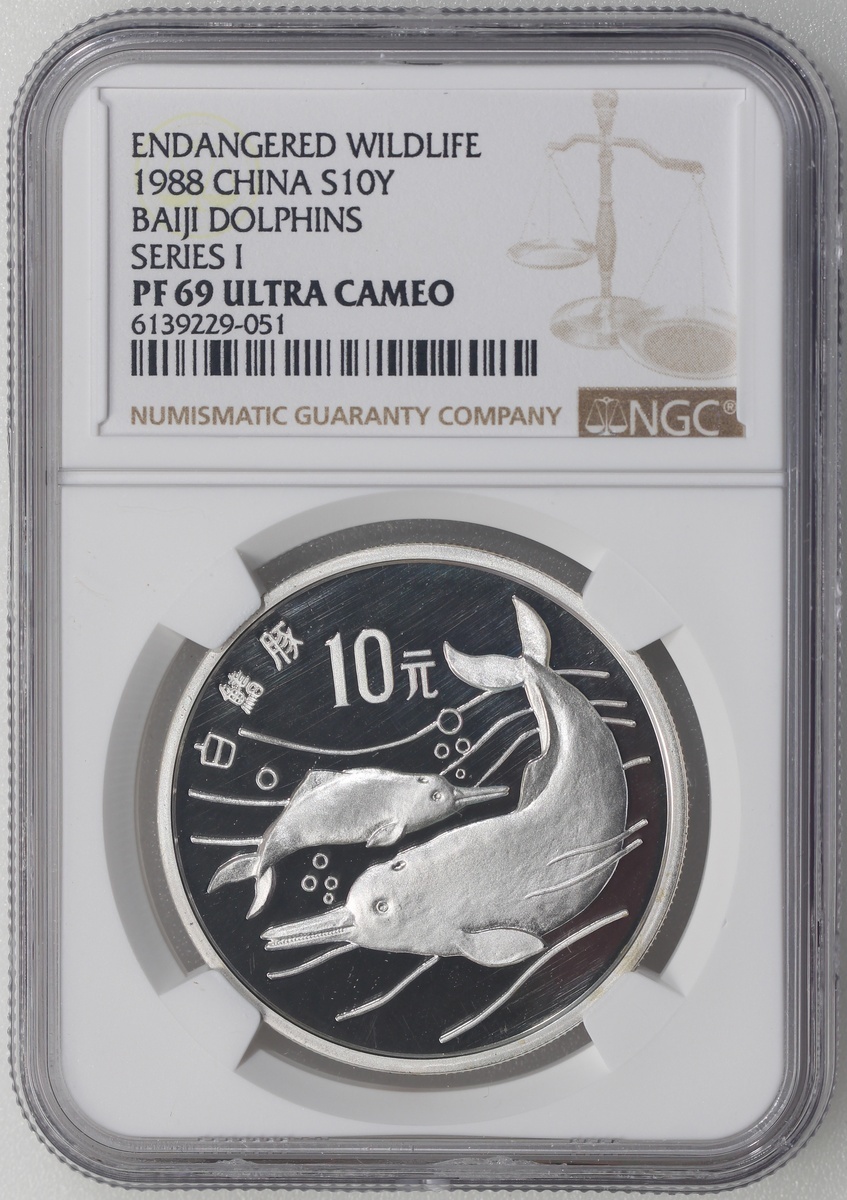 ENDANGERED WILDLIFE
1988 CHINA S10Y
BAIJI DOLPHINS
SERIES I
PF 69 ULTRA CAMEO
6139229-051
NUMISMATIC GUARANTY COMPANY
NGC®
白鱀豚
10元